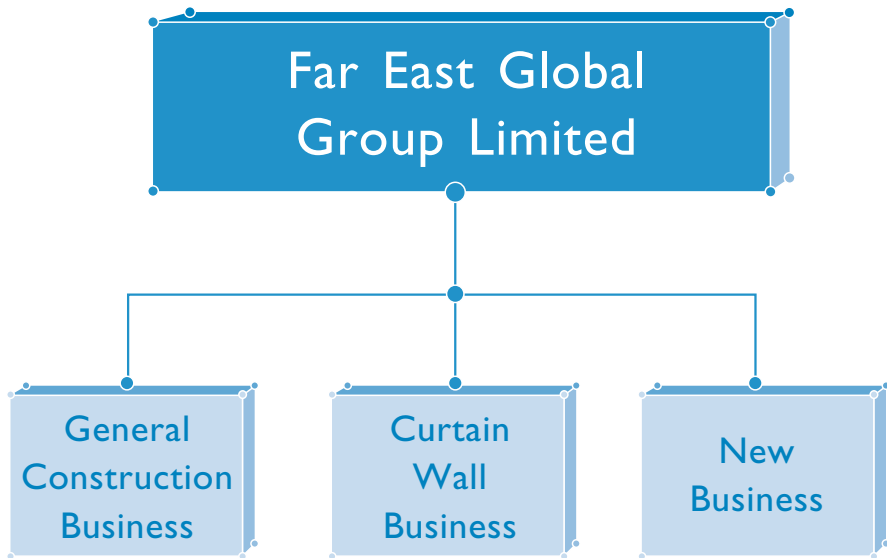 Far East Global
Group Limited
General
Construction
Business
Curtain
Wall
Business
New
Business